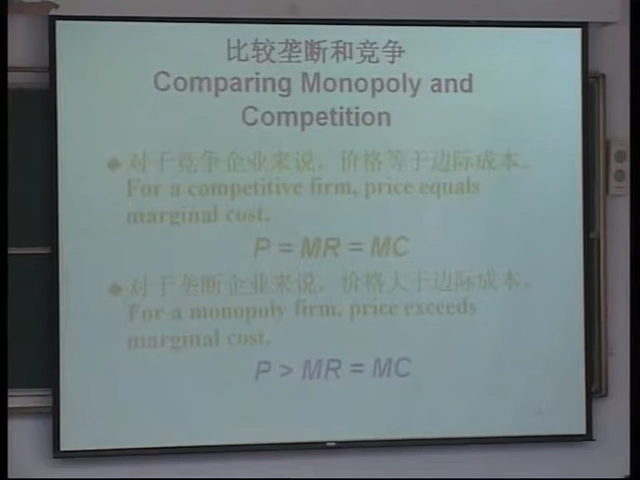 比较垄断和竞争
Comparing Monopoly and
Competition
对于竞争企业来说，价格等于边际成本。
For a competitive firm, price equals
marginal cost.
P = MR = MC
对于垄断企业来说，价格大于边际成本。
For a monopoly firm, price exceeds
marginal cost.
P > MR = MC